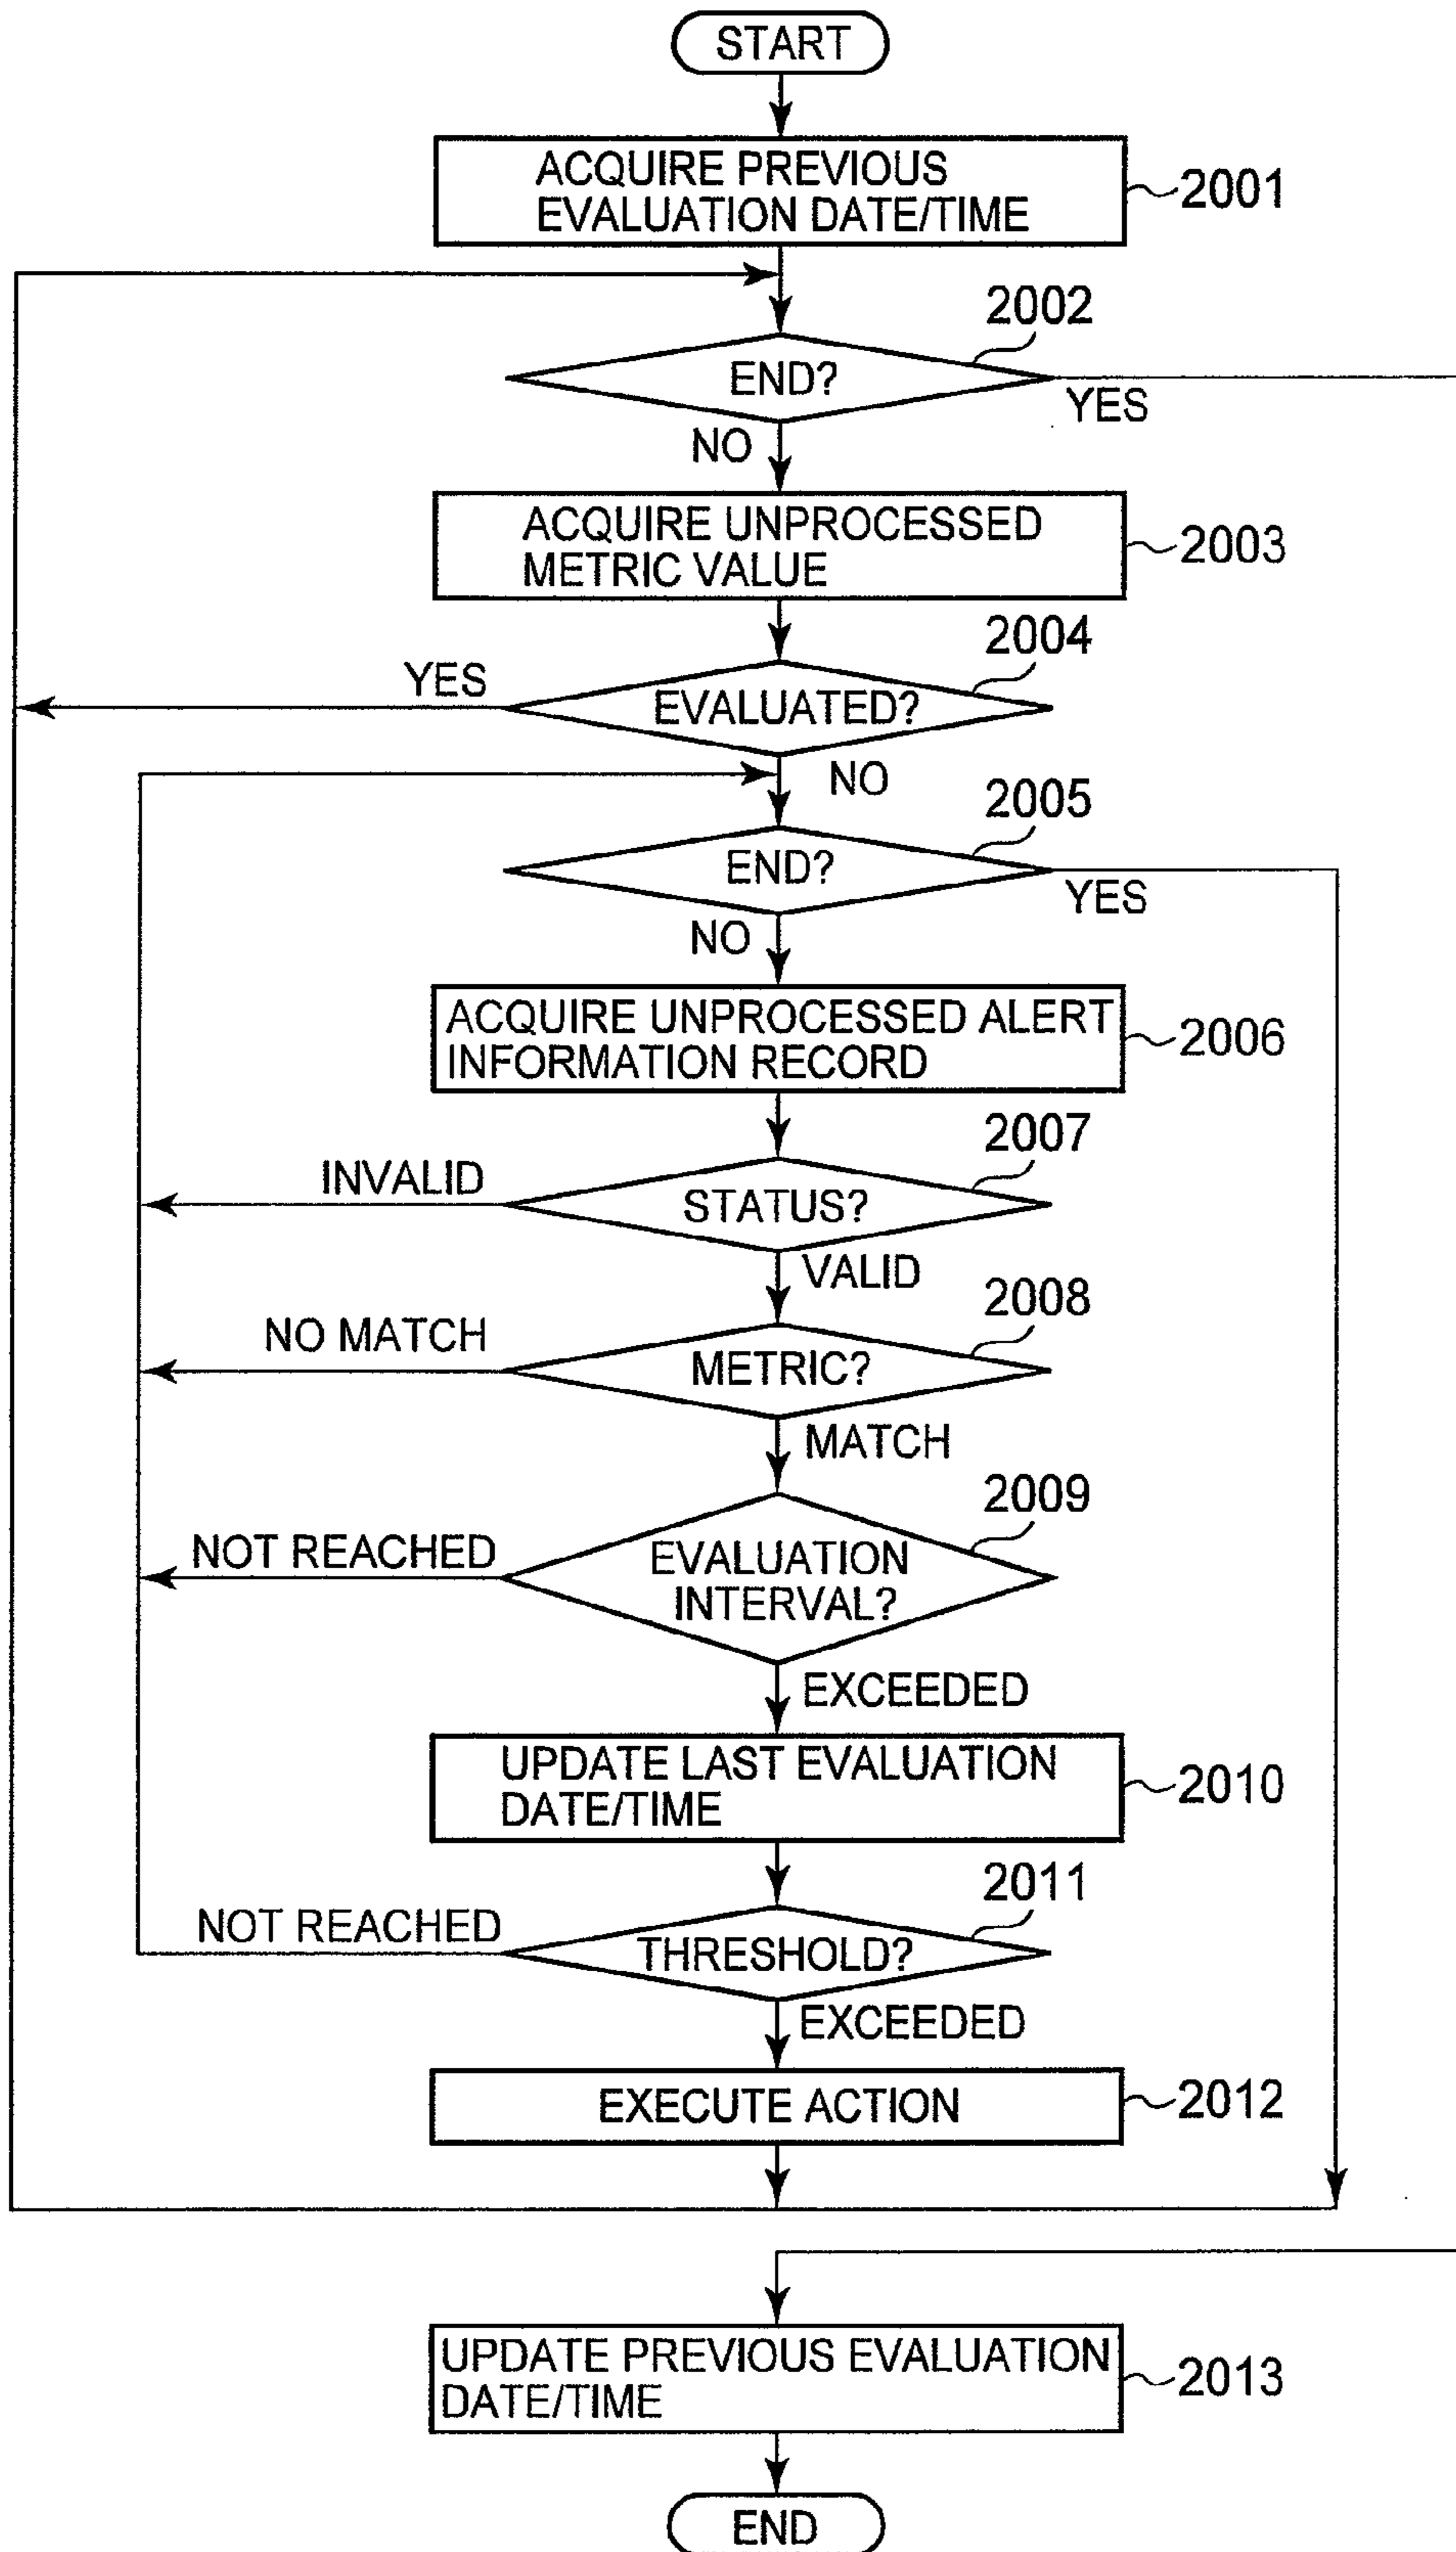 START
ACQUIRE PREVIOUS
EVALUATION DATE/TIME
2001
2002
END?
YES
NO
ACQUIRE UNPROCESSED
METRIC VALUE
2003
2004
YES
EVALUATED?
NO
2005
END?
YES
NO
ACQUIRE UNPROCESSED ALERT
INFORMATION RECORD
2006
2007
INVALID
STATUS?
VALID
2008
NO MATCH
METRIC?
MATCH
2009
NOT REACHED
EVALUATION
INTERVAL?
EXCEEDED
UPDATE LAST EVALUATION
DATE/TIME
2010
2011
NOT REACHED
THRESHOLD?
EXCEEDED
EXECUTE ACTION
2012
UPDATE PREVIOUS EVALUATION
DATE/TIME
2013
END